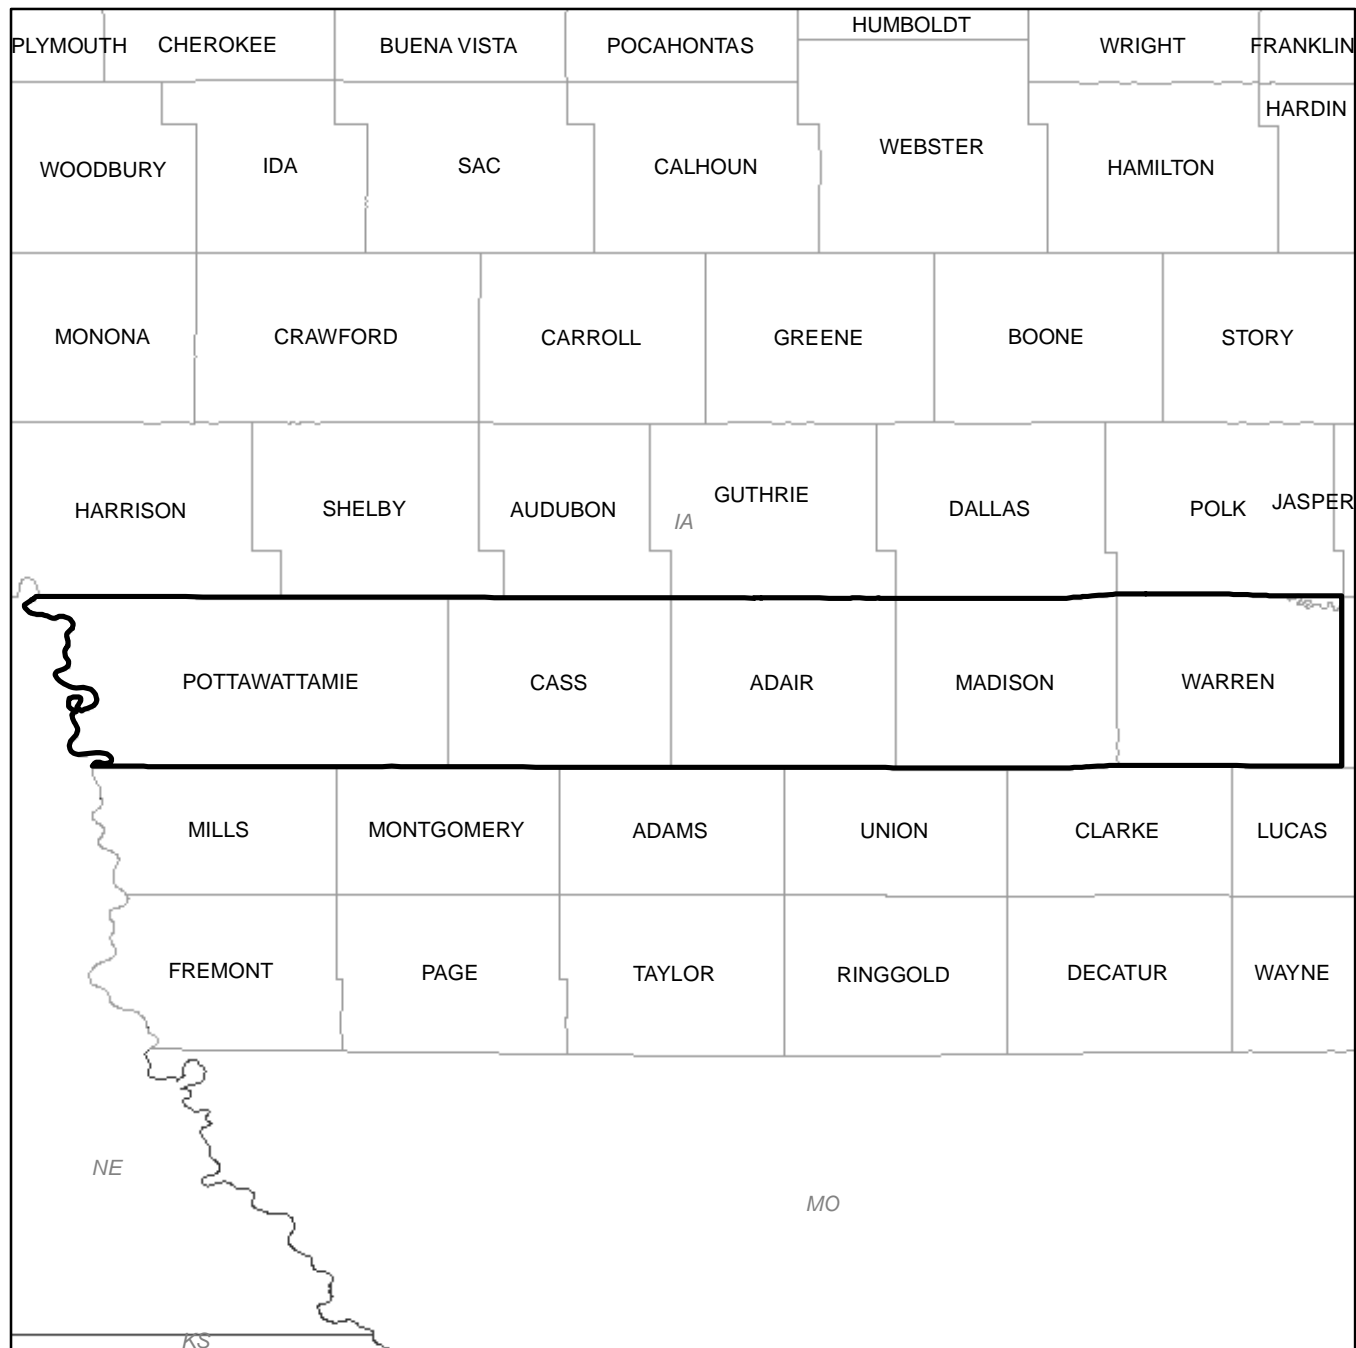 HUMBOLDT
PLYMOUTH CHEROKEE BUENA VISTA POCAHONTAS WRIGHT FRANKLIN
HARDIN
WEBSTER
WOODBURY IDA SAC CALHOUN HAMILTON
MONONA CRAWFORD CARROLL GREENE BOONE STORY
GUTHRIE
HARRISON SHELBY AUDUBON DALLAS POLK JASPER
IA
POTTAWATTAMIE CASS ADAIR MADISON WARREN
MILLS MONTGOMERY ADAMS UNION CLARKE LUCAS
FREMONT PAGE TAYLOR RINGGOLD DECATUR WAYNE
NE
MO
KS